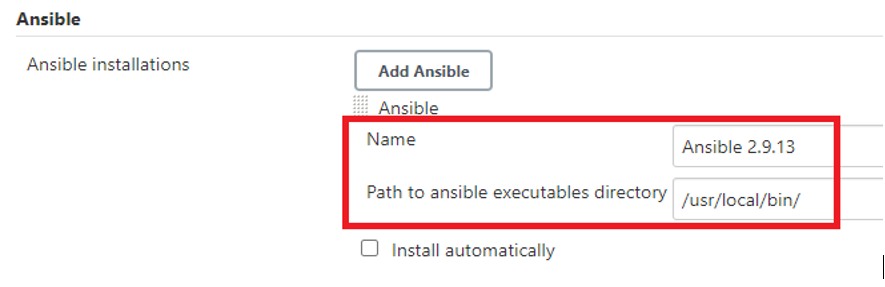 Ansible
Ansible installations
Add Ansible
Ansible
Name
Ansible 2.9.13
Path to ansible executables directory
/usr/local/bin/
Install automatically